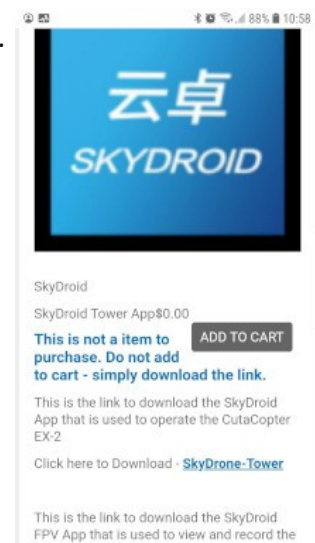 88% 10:58
云卓
SKYDROID
SkyDroid
SkyDroid Tower App$0.00
This is not a item to
purchase. Do not add
to cart - simply download the link.
ADD TO CART
This is the link to download the SkyDroid
App that is used to operate the CutaCopter
EX-2
Click here to Download - SkyDrone-Tower
This is the link to download the SkyDroid
FPV App that is used to view and record the